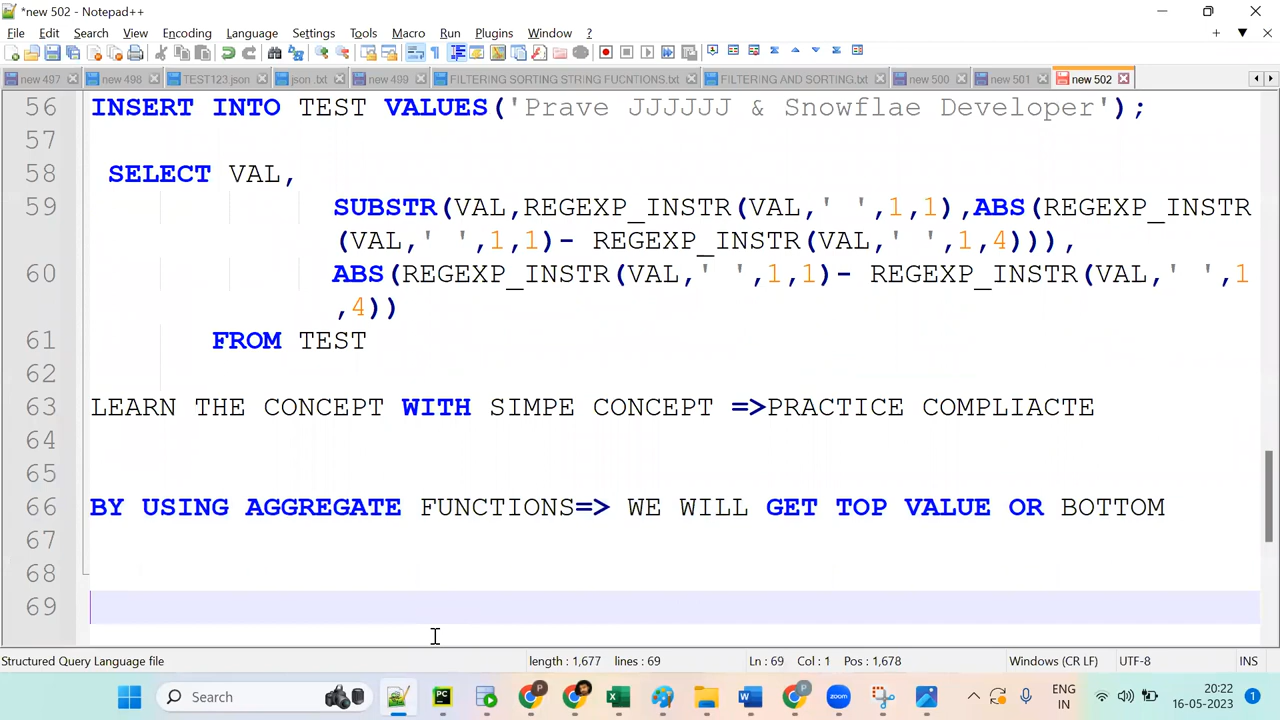 *new 502 - Notepad++
File Edit Search View Encoding Language Settings Tools Macro Run Plugins Window ?
new 497 new 498 TEST123.json json .txt new 499 FILTERING SORTING STRING FUCNTIONS.txt FILTERING AND SORTING.txt new 500 new 501 new 502
56 INSERT INTO TEST VALUES('Prave JJJJJJ & Snowflae Developer');
57
58 SELECT VAL,
59 SUBSTR(VAL,REGEXP_INSTR(VAL,' ',1,1),ABS(REGEXP_INSTR
(VAL,' ',1,1)- REGEXP_INSTR(VAL,' ',1,4))),
60 ABS(REGEXP_INSTR(VAL,' ',1,1)- REGEXP_INSTR(VAL,' ',1
,4))
61 FROM TEST
62
63 LEARN THE CONCEPT WITH SIMPE CONCEPT =>PRACTICE COMPLIACTE
64
65
66 BY USING AGGREGATE FUNCTIONS=> WE WILL GET TOP VALUE OR BOTTOM
67
68
69
Structured Query Language file length : 1,677 lines : 69 Ln : 69 Col : 1 Pos : 1,678 Windows (CR LF) UTF-8 INS
Search
ENG
IN
20:22
16-05-2023